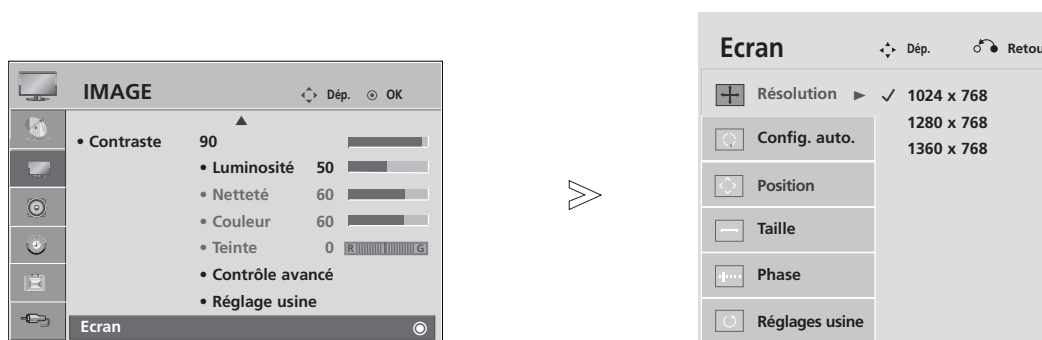 IMAGE
Dép. OK
• Contraste 90
• Luminosité 50
• Netteté 60
• Couleur 60
• Teinte 0 R G
• Contrôle avancé
• Réglage usine
Ecran
Ecran
Dép. Retou
Résolution
✓ 1024 x 768
1280 x 768
1360 x 768
Config. auto.
Position
Taille
Phase
Réglages usine